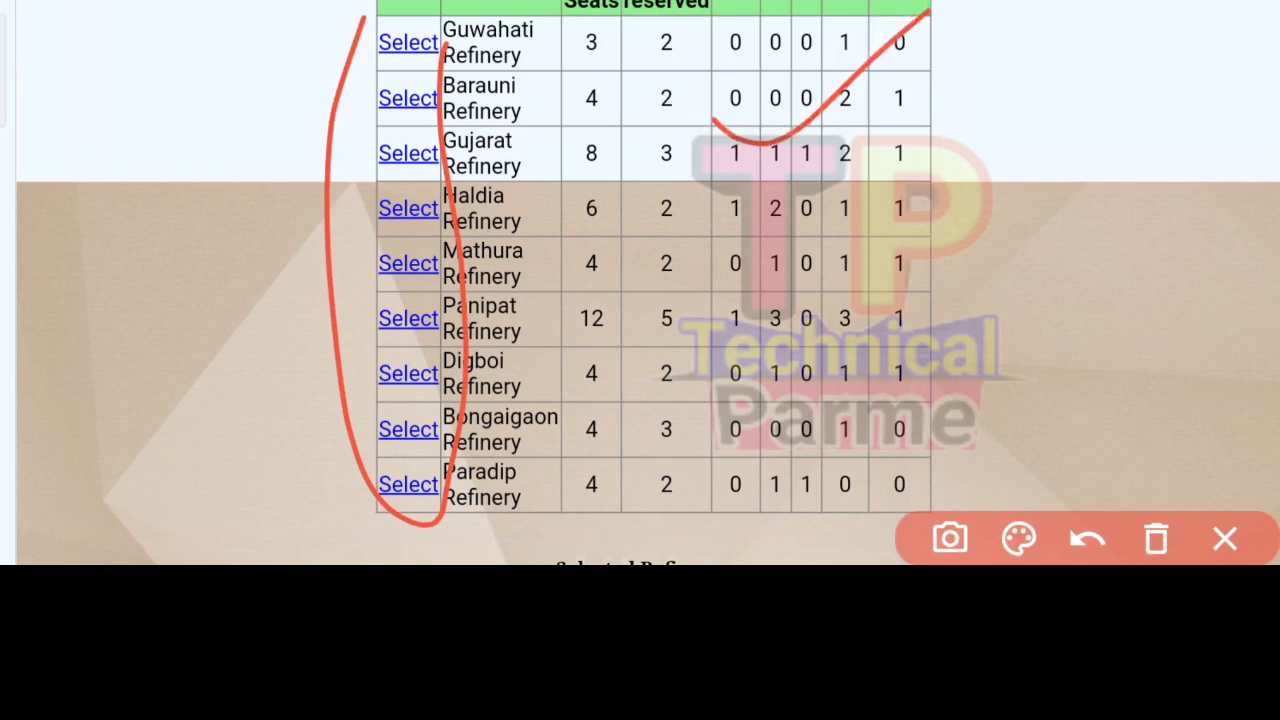 Seats reserved
Select Guwahati Refinery 3 2 0 0 0 1 0
Select Barauni Refinery 4 2 0 0 0 2 1
Select Gujarat Refinery 8 3 1 1 1 2 1
Select Haldia Refinery 6 2 1 2 0 1 1
Select Mathura Refinery 4 2 0 1 0 1 1
Select Panipat Refinery 12 5 1 3 0 3 1
Select Digboi Refinery 4 2 0 1 0 1 1
Select Bongaigaon Refinery 4 3 0 0 0 1 0
Select Paradip Refinery 4 2 0 1 1 0 0
TP
Technical
Parme